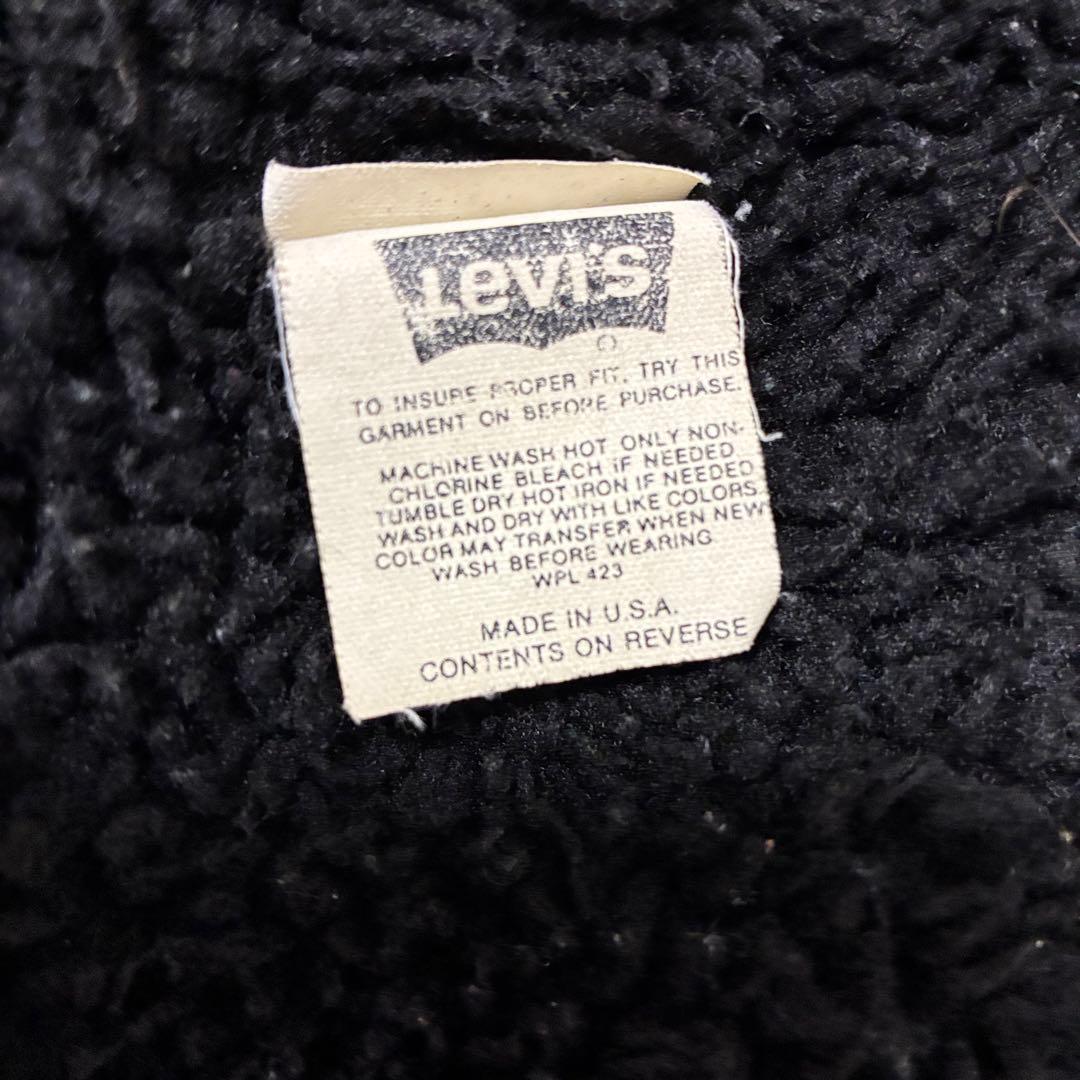 Levi's
TO INSURE PROPER FIT, TRY THIS
GARMENT ON BEFORE PURCHASE.
MACHINE WASH HOT ONLY NON-
CHLORINE BLEACH IF NEEDED
TUMBLE DRY HOT IRON IF NEEDED
WASH AND DRY WITH LIKE COLORS.
COLOR MAY TRANSFER WHEN NEW
WASH BEFORE WEARING
WPL 423
MADE IN U.S.A.
CONTENTS ON REVERSE